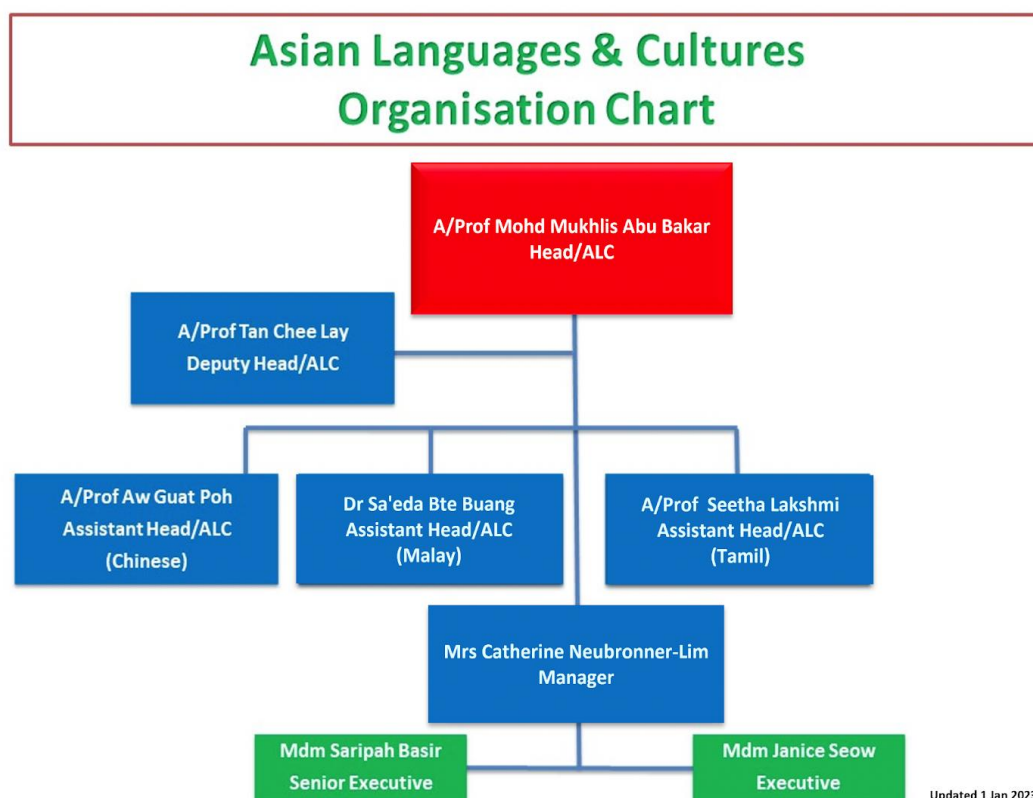 Asian Languages & Cultures
Organisation Chart
A/Prof Mohd Mukhlis Abu Bakar
Head/ALC
A/Prof Tan Chee Lay
Deputy Head/ALC
A/Prof Aw Guat Poh
Assistant Head/ALC
(Chinese)
Dr Sa'eda Bte Buang
Assistant Head/ALC
(Malay)
A/Prof Seetha Lakshmi
Assistant Head/ALC
(Tamil)
Mrs Catherine Neubronner-Lim
Manager
Mdm Saripah Basir
Senior Executive
Mdm Janice Seow
Executive
Updated 1 Jan 2023